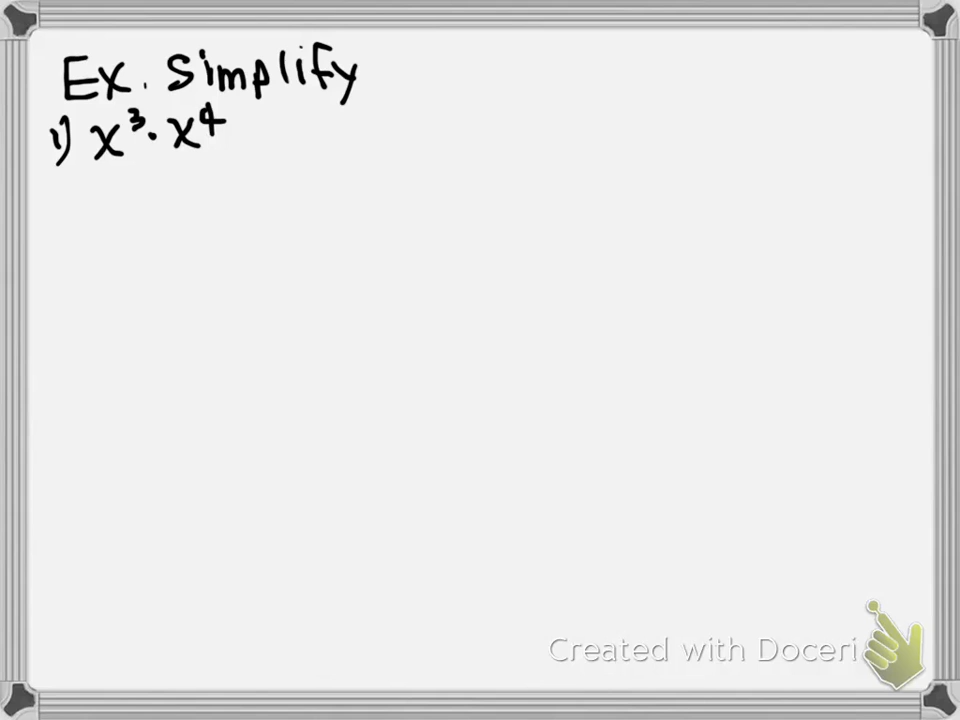 Ex. Simplify
1) x³ · x⁴
Created with Doceri